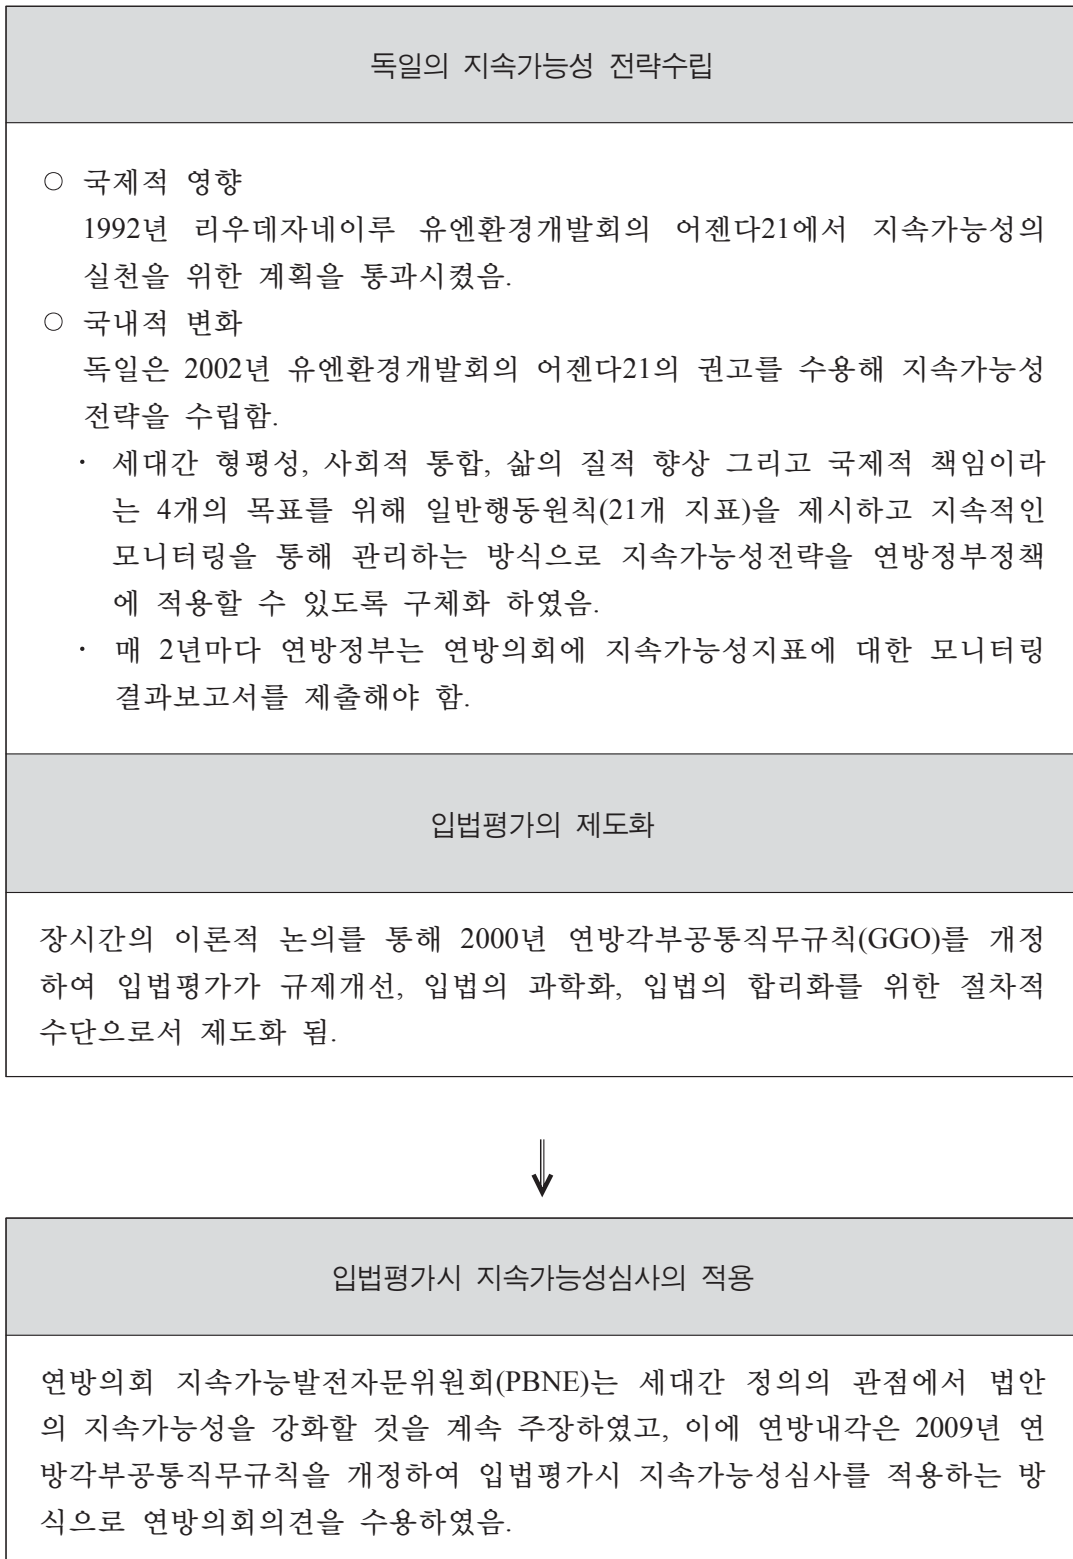 독일의 지속가능성 전략수립
○ 국제적 영향
1992년 리우데자네이루 유엔환경개발회의 어젠다21에서 지속가능성의
실천을 위한 계획을 통과시켰음.
○ 국내적 변화
독일은 2002년 유엔환경개발회의 어젠다21의 권고를 수용해 지속가능성
전략을 수립함.
· 세대간 형평성, 사회적 통합, 삶의 질적 향상 그리고 국제적 책임이라
는 4개의 목표를 위해 일반행동원칙(21개 지표)을 제시하고 지속적인
모니터링을 통해 관리하는 방식으로 지속가능성전략을 연방정부정책
에 적용할 수 있도록 구체화 하였음.
· 매 2년마다 연방정부는 연방의회에 지속가능성지표에 대한 모니터링
결과보고서를 제출해야 함.
입법평가의 제도화
장시간의 이론적 논의를 통해 2000년 연방각부공통직무규칙(GGO)를 개정
하여 입법평가가 규제개선, 입법의 과학화, 입법의 합리화를 위한 절차적
수단으로서 제도화 됨.
⇓
입법평가시 지속가능성심사의 적용
연방의회 지속가능발전자문위원회(PBNE)는 세대간 정의의 관점에서 법안
의 지속가능성을 강화할 것을 계속 주장하였고, 이에 연방내각은 2009년 연
방각부공통직무규칙을 개정하여 입법평가시 지속가능성심사를 적용하는 방
식으로 연방의회의견을 수용하였음.